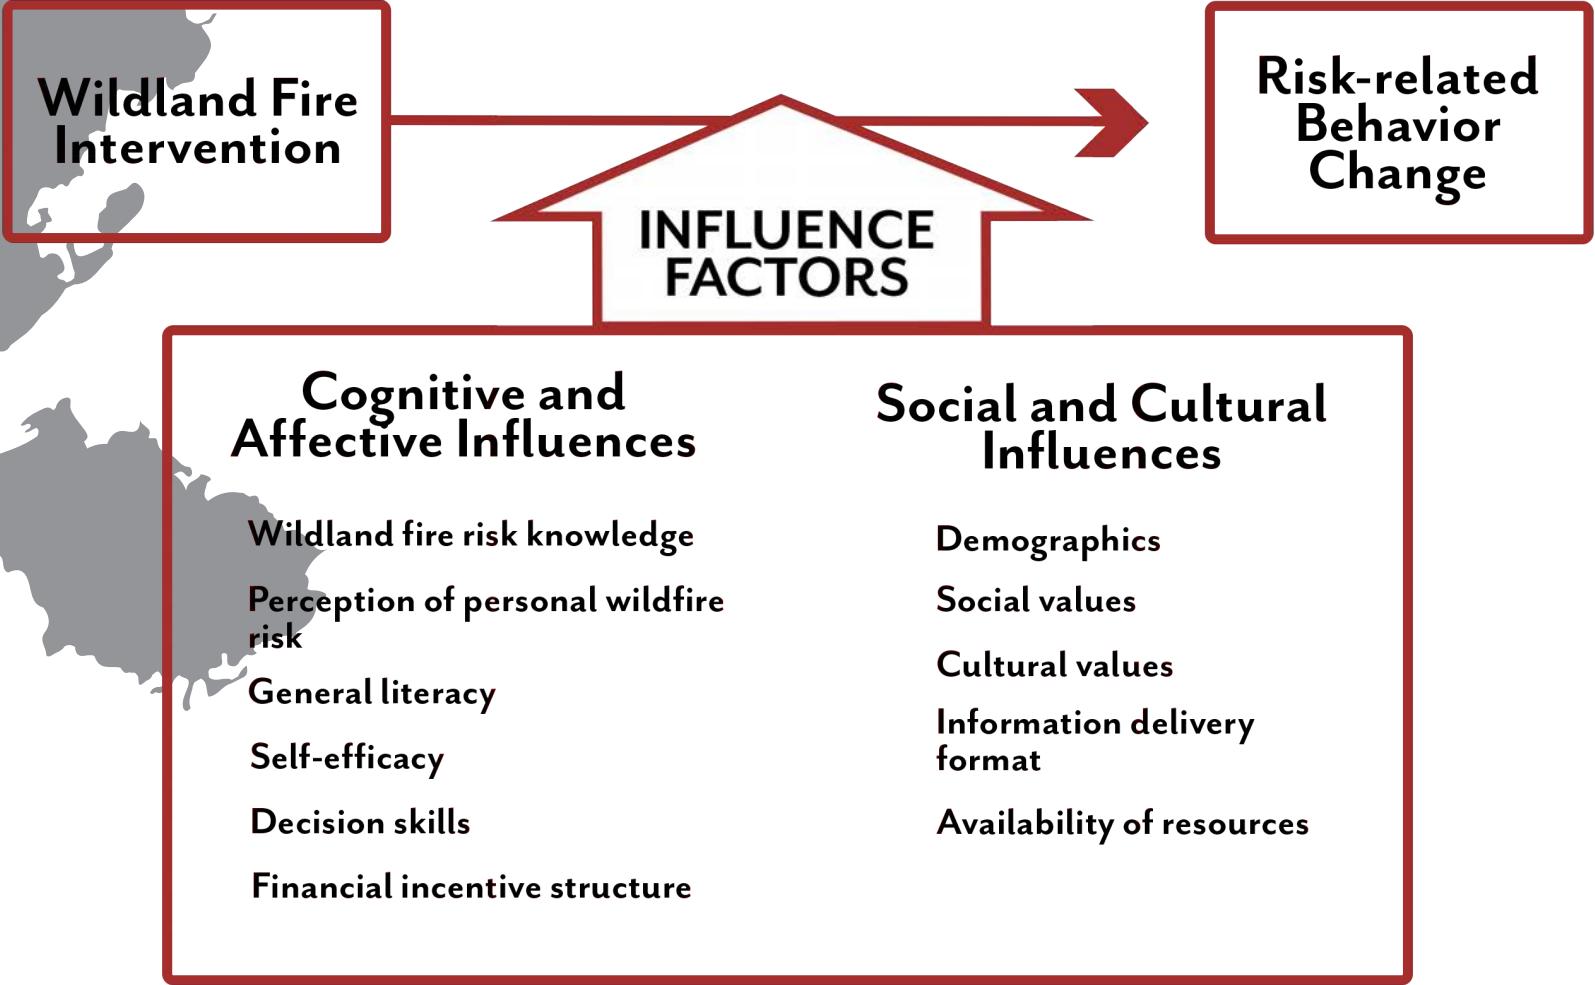 Wildland Fire
Intervention
Risk-related
Behavior
Change
INFLUENCE
FACTORS
Cognitive and
Affective Influences
Wildland fire risk knowledge
Perception of personal wildfire
risk
General literacy
Self-efficacy
Decision skills
Financial incentive structure
Social and Cultural
Influences
Demographics
Social values
Cultural values
Information delivery
format
Availability of resources